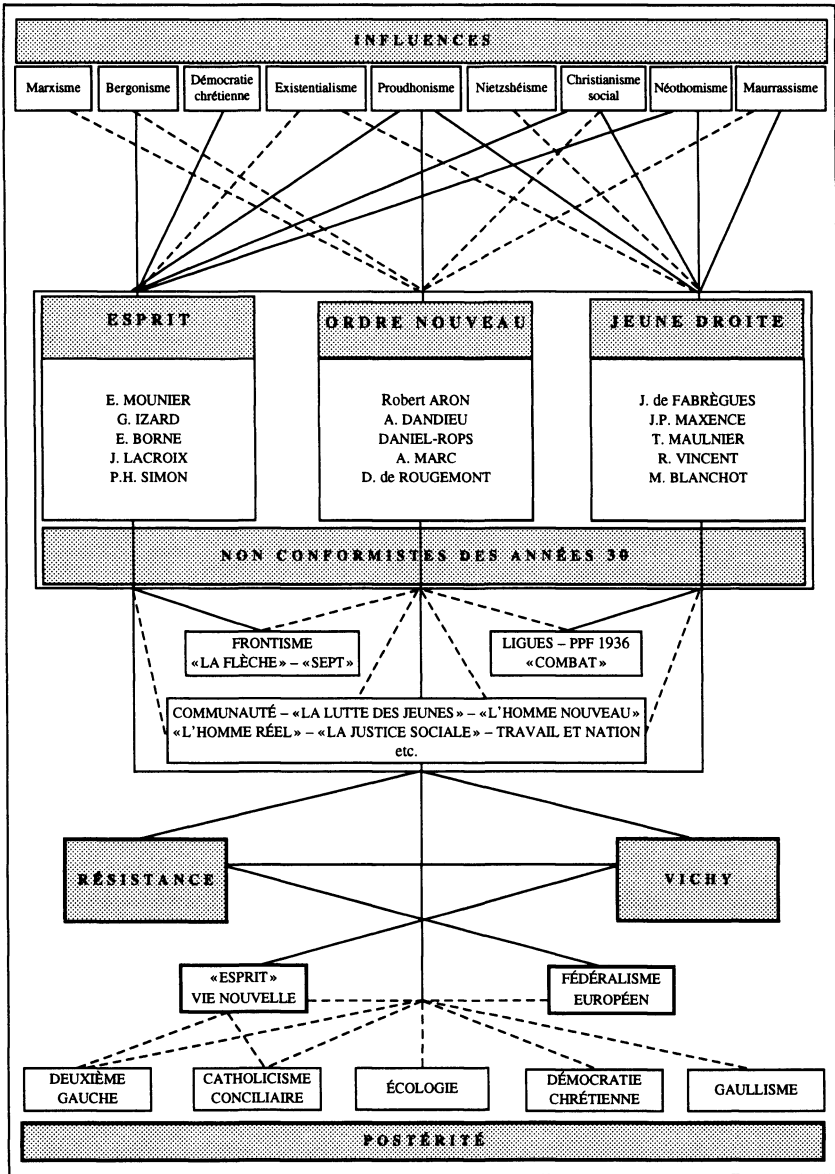 INFLUENCES
Marxisme
Bergonisme
Démocratie
chrétienne
Existentialisme
Proudhonisme
Nietzshéisme
Christianisme
social
Néothomisme
Maurrassisme
ESPRIT
E. MOUNIER
G. IZARD
E. BORNE
J. LACROIX
P.H. SIMON
ORDRE NOUVEAU
Robert ARON
A. DANDIEU
DANIEL-ROPS
A. MARC
D. de ROUGEMONT
JEUNE DROITE
J. de FABRÈGUES
J.P. MAXENCE
T. MAULNIER
R. VINCENT
M. BLANCHOT
NON CONFORMISTES DES ANNÉES 30
FRONTISME
«LA FLÈCHE» – «SEPT»
LIGUES – PPF 1936
«COMBAT»
COMMUNAUTÉ – «LA LUTTE DES JEUNES» – «L'HOMME NOUVEAU»
«L'HOMME RÉEL» – «LA JUSTICE SOCIALE» – TRAVAIL ET NATION
etc.
RÉSISTANCE
VICHY
«ESPRIT»
VIE NOUVELLE
FÉDÉRALISME
EUROPÉEN
DEUXIÈME
GAUCHE
CATHOLICISME
CONCILIAIRE
ÉCOLOGIE
DÉMOCRATIE
CHRÉTIENNE
GAULLISME
POSTÉRITÉ